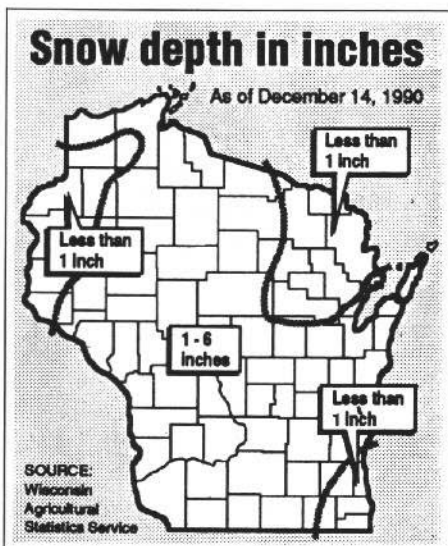 Snow depth in inches
As of December 14, 1990
Less than
1 inch
Less than
1 inch
1 - 6
inches
Less than
1 inch
SOURCE:
Wisconsin
Agricultural
Statistics Service